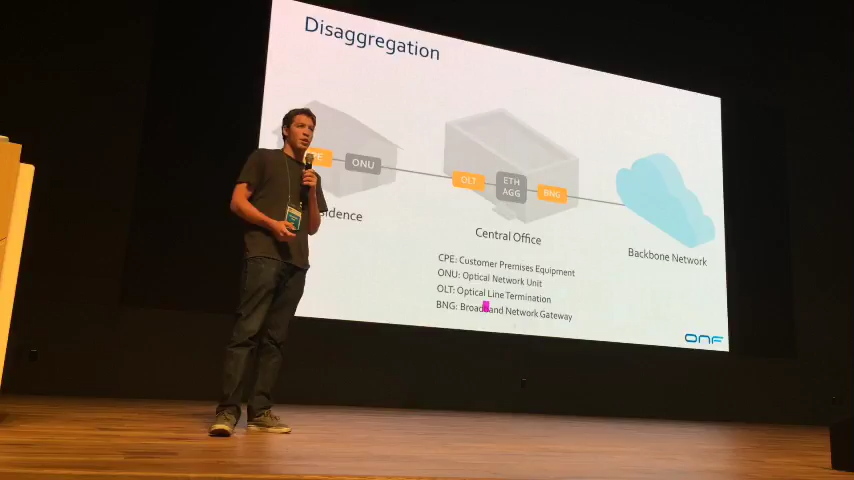 Disaggregation
ONU
OLT
ETH
AGG
BNG
Central Office
Backbone Network
CPE: Customer Premises Equipment
ONU: Optical Network Unit
OLT: Optical Line Termination
BNG: Broadband Network Gateway
ONF